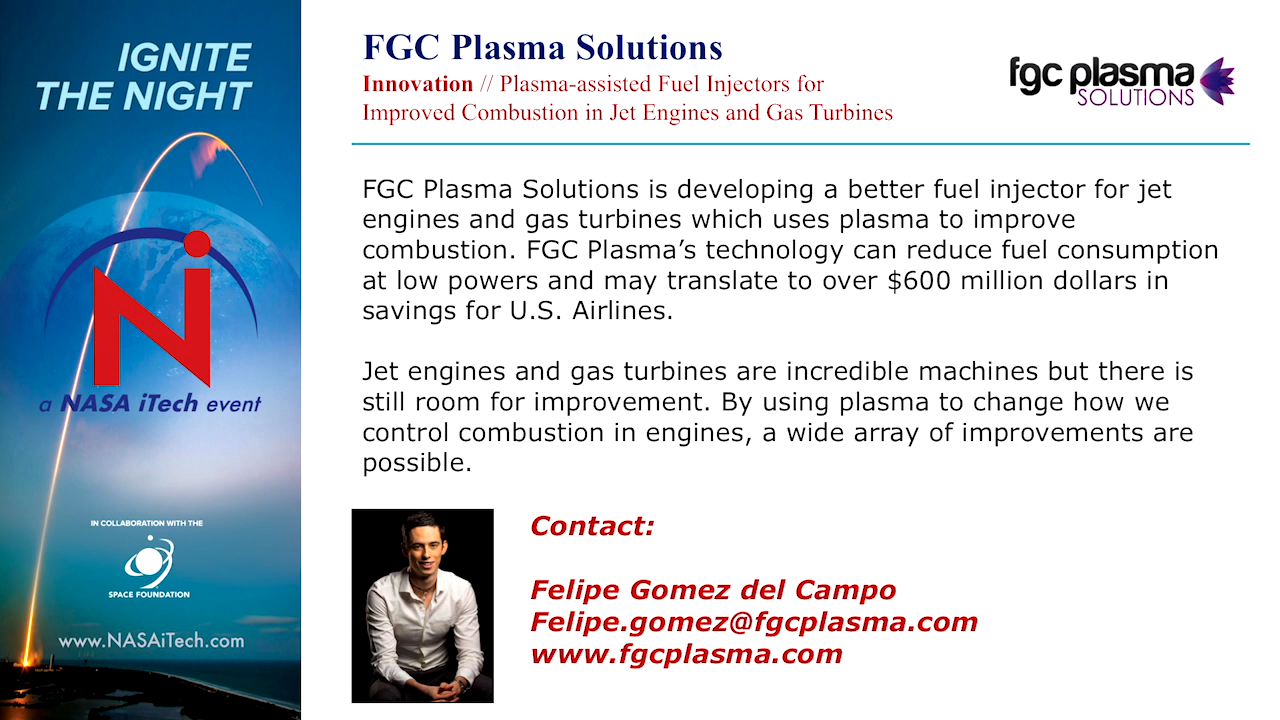 IGNITE
THE NIGHT
Ni
a NASA iTech event
IN COLLABORATION WITH THE
SPACE FOUNDATION
www.NASAiTech.com
FGC Plasma Solutions
Innovation // Plasma-assisted Fuel Injectors for
Improved Combustion in Jet Engines and Gas Turbines
fgc plasma
SOLUTIONS
FGC Plasma Solutions is developing a better fuel injector for jet
engines and gas turbines which uses plasma to improve
combustion. FGC Plasma’s technology can reduce fuel consumption
at low powers and may translate to over $600 million dollars in
savings for U.S. Airlines.
Jet engines and gas turbines are incredible machines but there is
still room for improvement. By using plasma to change how we
control combustion in engines, a wide array of improvements are
possible.
Contact:
Felipe Gomez del Campo
Felipe.gomez@fgcplasma.com
www.fgcplasma.com